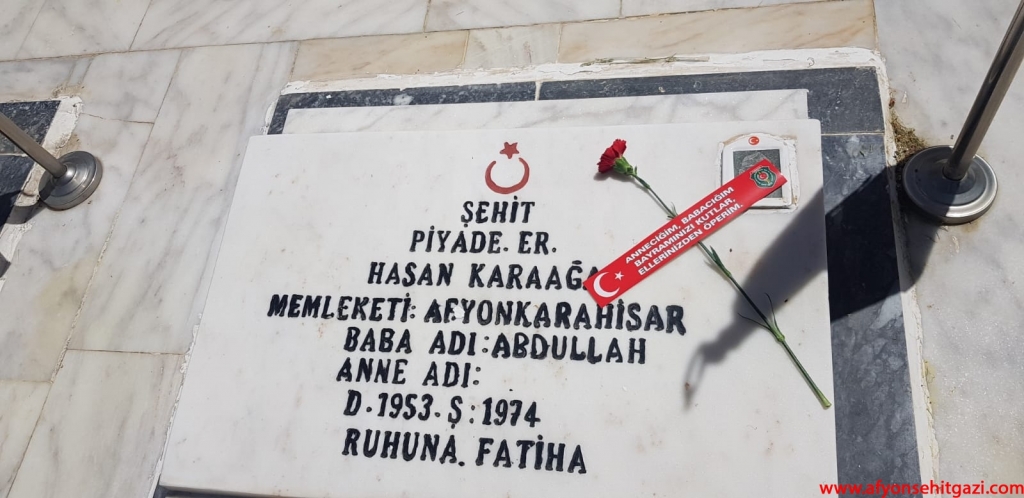 ŞEHİT
PİYADE. ER.
HASAN
MEMLEKETİ: AFYONKARAHİSAR
BABA ADI: ABDULLAH
ANNE ADI:
D. 1953. Ş: 1974
RUHUNA. FATİHA
ANNECİĞİM, BABACIĞIM
BAYRAMINIZI KUTLAR,
ELLERİNİZDEN ÖPERİM.
www.afyonsehitgazi.com